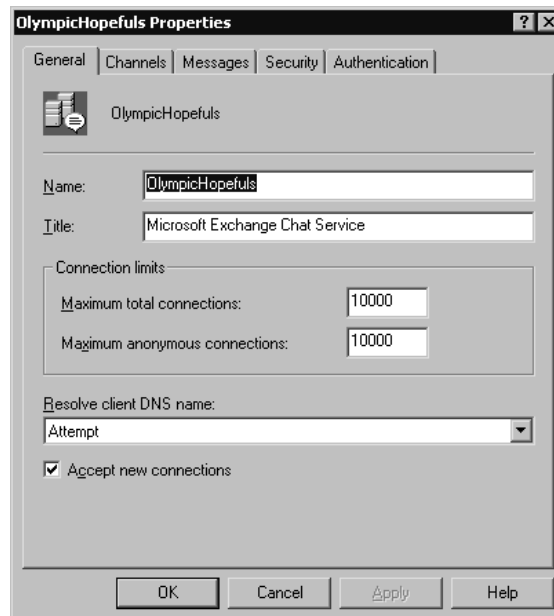 OlympicHopefuls Properties
General Channels Messages Security Authentication
OlympicHopefuls
Name: OlympicHopefuls
Title: Microsoft Exchange Chat Service
Connection limits
Maximum total connections: 10000
Maximum anonymous connections: 10000
Resolve client DNS name:
Attempt
Accept new connections
OK Cancel Apply Help